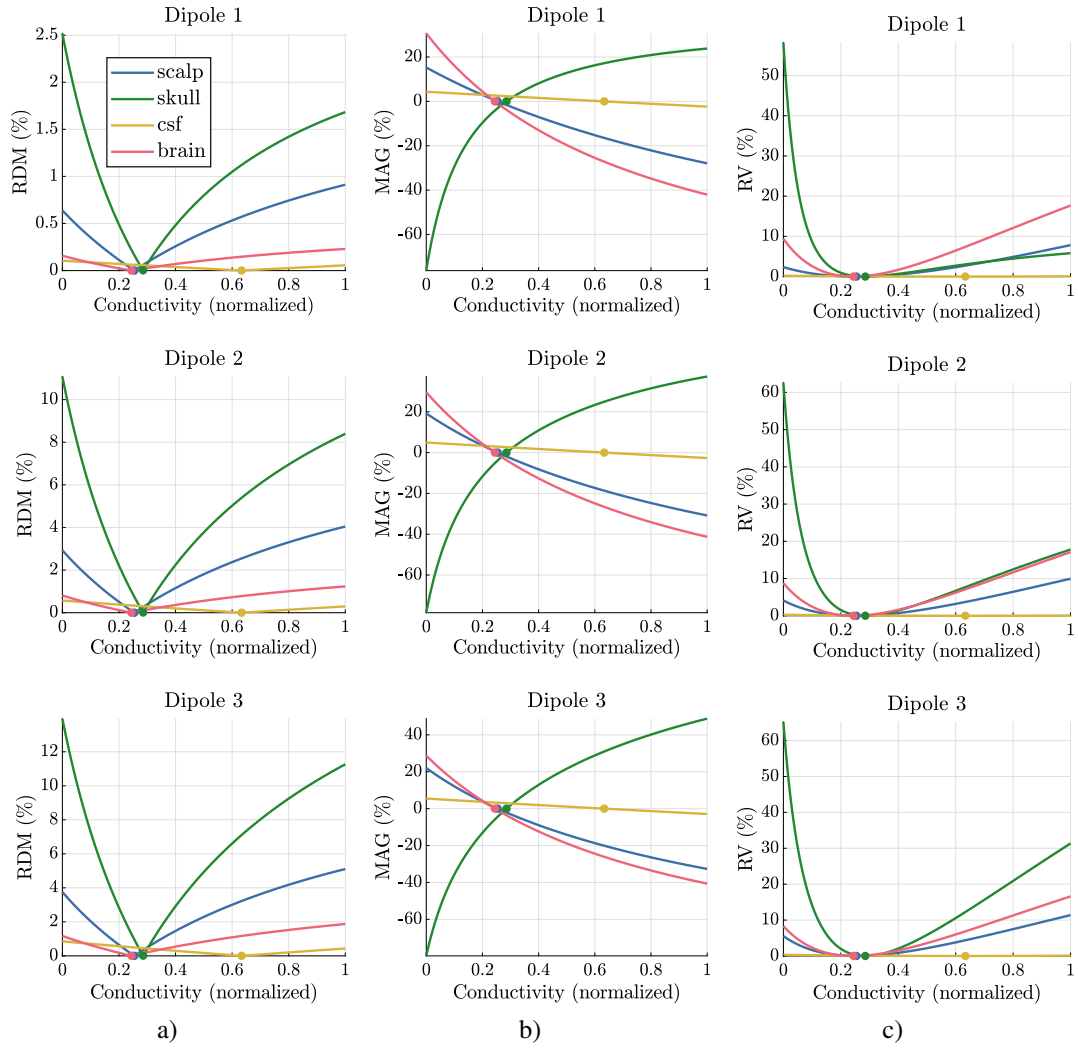 Dipole 1
2.5
2
1.5
1
0.5
0
RDM (%)
scalp
skull
csf
brain
0 0.2 0.4 0.6 0.8 1
Conductivity (normalized)
Dipole 1
20
0
-20
-40
-60
MAG (%)
0 0.2 0.4 0.6 0.8 1
Conductivity (normalized)
Dipole 1
50
40
30
20
10
0
RV (%)
0 0.2 0.4 0.6 0.8 1
Conductivity (normalized)
Dipole 2
10
8
6
4
2
0
RDM (%)
0 0.2 0.4 0.6 0.8 1
Conductivity (normalized)
Dipole 2
20
0
-20
-40
-60
MAG (%)
0 0.2 0.4 0.6 0.8 1
Conductivity (normalized)
Dipole 2
60
50
40
30
20
10
0
RV (%)
0 0.2 0.4 0.6 0.8 1
Conductivity (normalized)
Dipole 3
12
10
8
6
4
2
0
RDM (%)
0 0.2 0.4 0.6 0.8 1
Conductivity (normalized)
Dipole 3
40
20
0
-20
-40
-60
MAG (%)
0 0.2 0.4 0.6 0.8 1
Conductivity (normalized)
Dipole 3
60
50
40
30
20
10
0
RV (%)
0 0.2 0.4 0.6 0.8 1
Conductivity (normalized)
a)
b)
c)